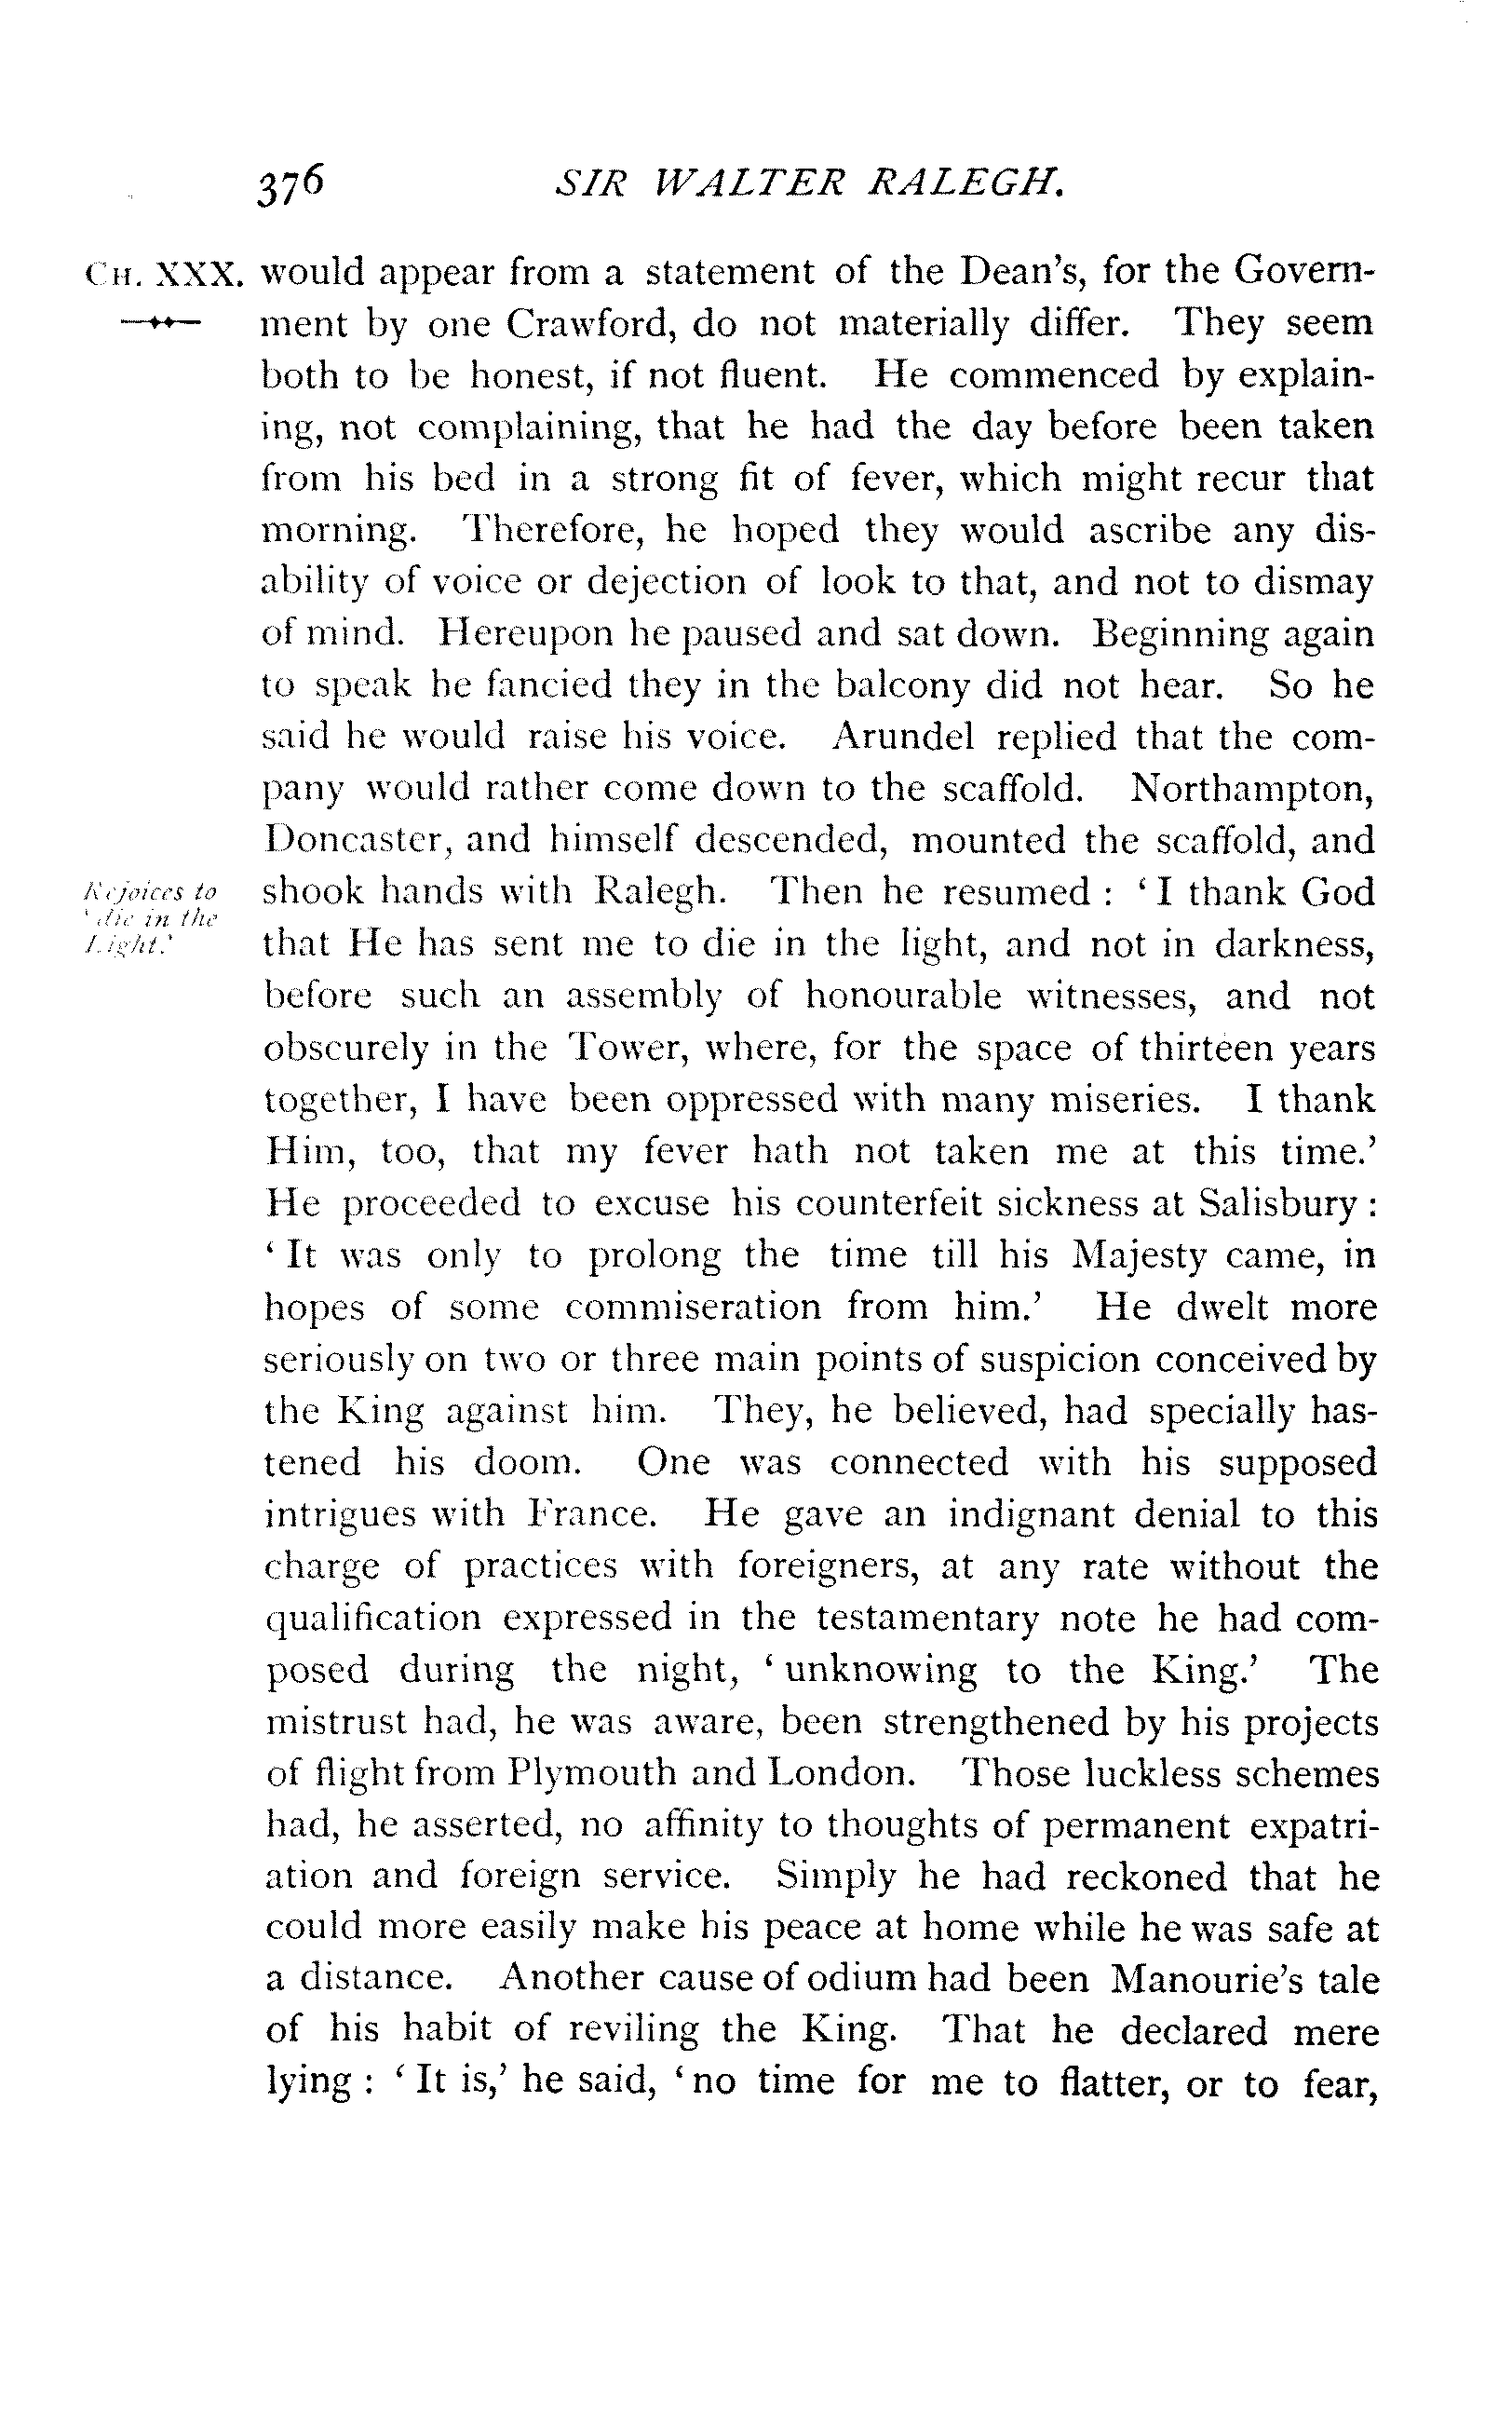 376 SIR WALTER RALEGH.
CH. XXX. would appear from a statement of the Dean's, for the Govern-
ment by one Crawford, do not materially differ. They seem
both to be honest, if not fluent. He commenced by explain-
ing, not complaining, that he had the day before been taken
from his bed in a strong fit of fever, which might recur that
morning. Therefore, he hoped they would ascribe any dis-
ability of voice or dejection of look to that, and not to dismay
of mind. Hereupon he paused and sat down. Beginning again
to speak he fancied they in the balcony did not hear. So he
said he would raise his voice. Arundel replied that the com-
pany would rather come down to the scaffold. Northampton,
Doncaster, and himself descended, mounted the scaffold, and
Rejoices to
'die in the
Light.'
shook hands with Ralegh. Then he resumed : 'I thank God
that He has sent me to die in the light, and not in darkness,
before such an assembly of honourable witnesses, and not
obscurely in the Tower, where, for the space of thirteen years
together, I have been oppressed with many miseries. I thank
Him, too, that my fever hath not taken me at this time.'
He proceeded to excuse his counterfeit sickness at Salisbury :
'It was only to prolong the time till his Majesty came, in
hopes of some commiseration from him.' He dwelt more
seriously on two or three main points of suspicion conceived by
the King against him. They, he believed, had specially has-
tened his doom. One was connected with his supposed
intrigues with France. He gave an indignant denial to this
charge of practices with foreigners, at any rate without the
qualification expressed in the testamentary note he had com-
posed during the night, 'unknowing to the King.' The
mistrust had, he was aware, been strengthened by his projects
of flight from Plymouth and London. Those luckless schemes
had, he asserted, no affinity to thoughts of permanent expatri-
ation and foreign service. Simply he had reckoned that he
could more easily make his peace at home while he was safe at
a distance. Another cause of odium had been Manourie's tale
of his habit of reviling the King. That he declared mere
lying : 'It is,' he said, 'no time for me to flatter, or to fear,